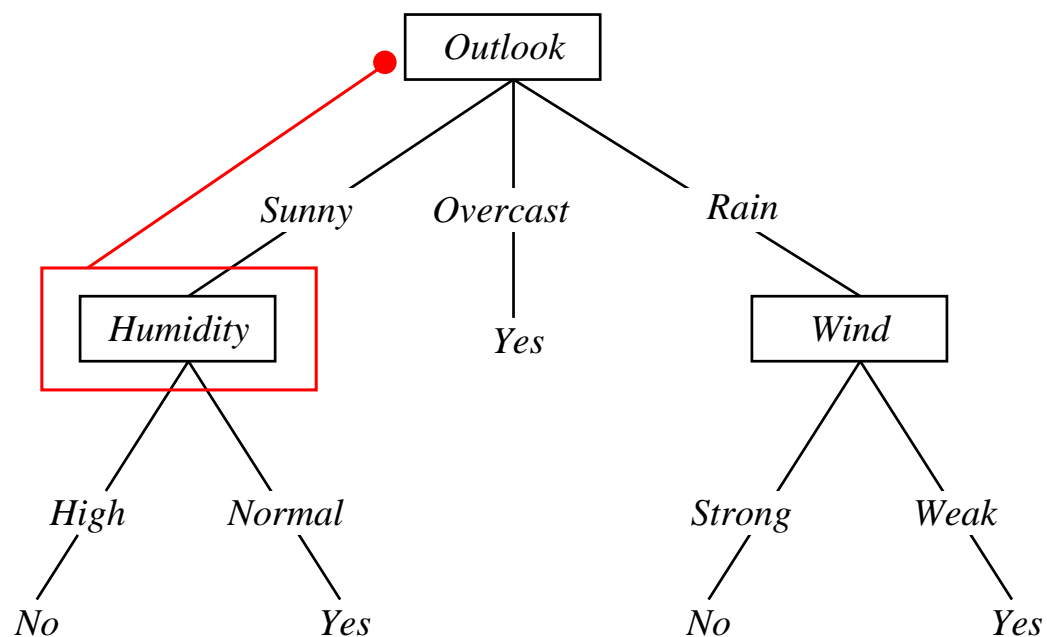 Outlook
Sunny Overcast Rain
Humidity Yes Wind
High Normal Strong Weak
No Yes No Yes